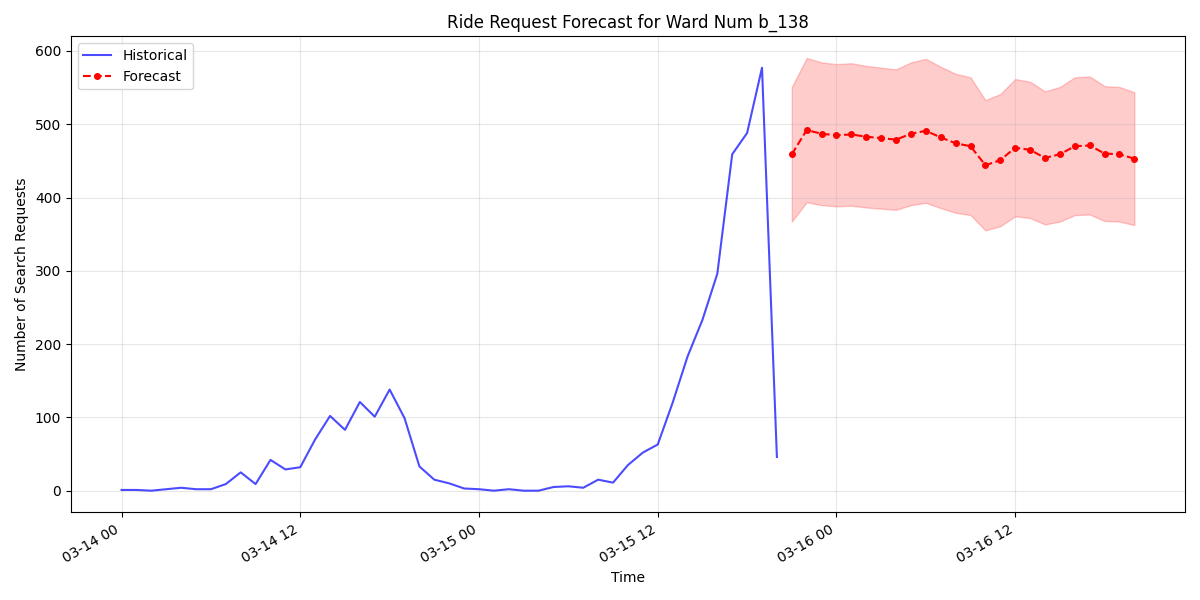 Ride Request Forecast for Ward Num b_138
Historical
Forecast
Number of Search Requests
600
500
400
300
200
100
0
03-14 00
03-14 12
03-15 00
03-15 12
03-16 00
03-16 12
Time